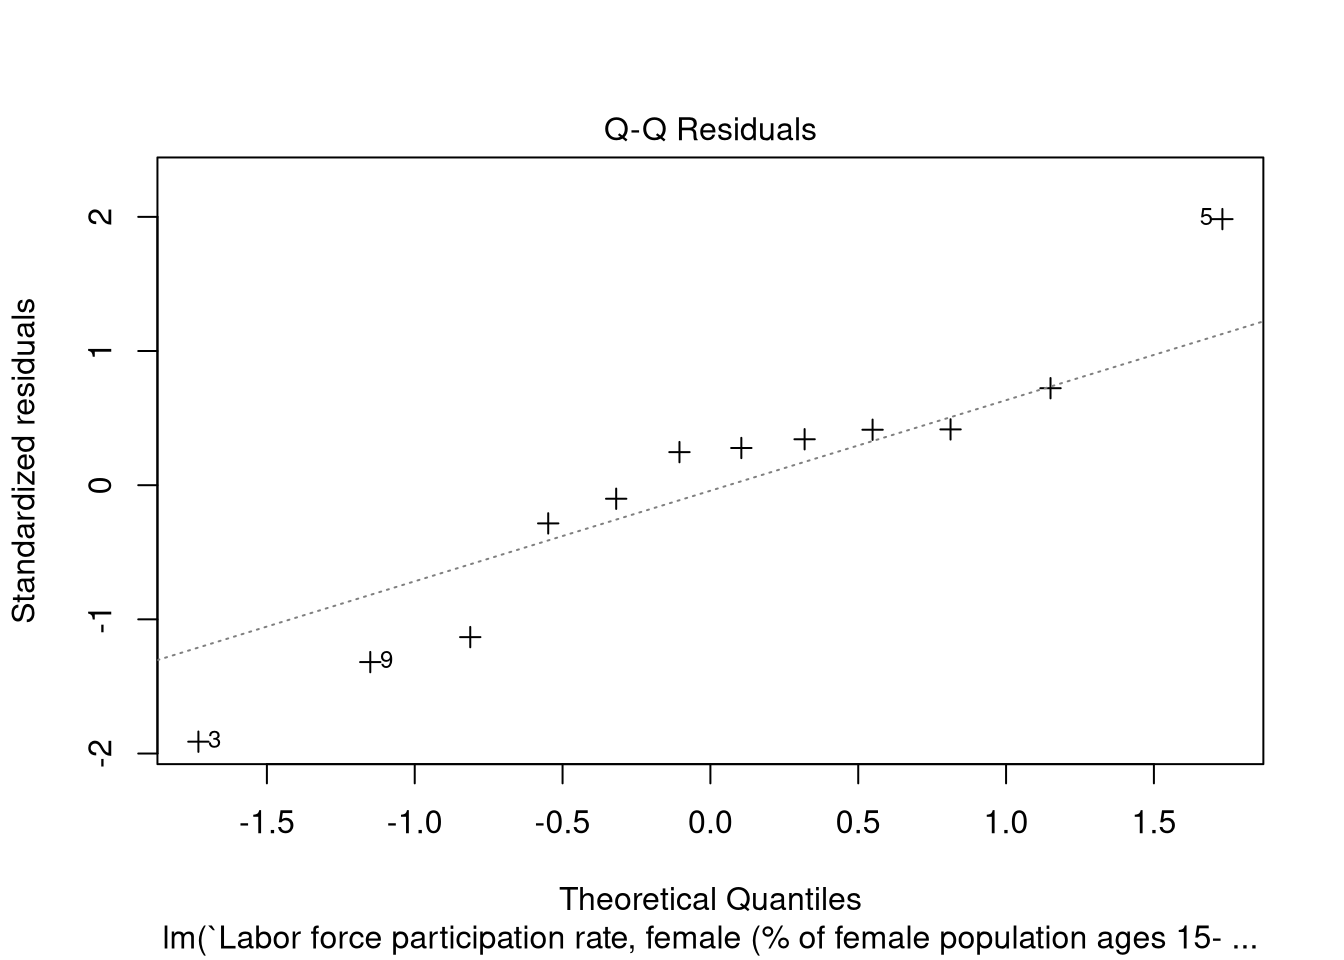 Q-Q Residuals
Standardized residuals
2
1
0
-1
-2
5
9
3
-1.5 -1.0 -0.5 0.0 0.5 1.0 1.5
Theoretical Quantiles
lm(`Labor force participation rate, female (% of female population ages 15- ...